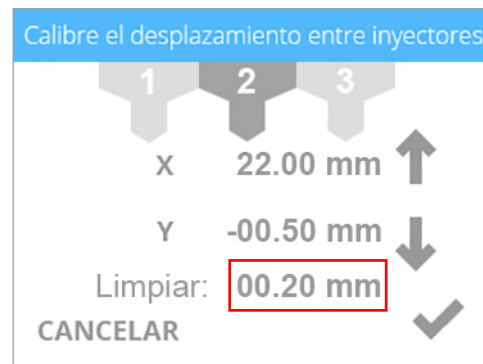 Calibre el desplazamiento entre inyectores
1 2 3
X 22.00 mm
Y -00.50 mm
Limpiar: 00.20 mm
CANCELAR